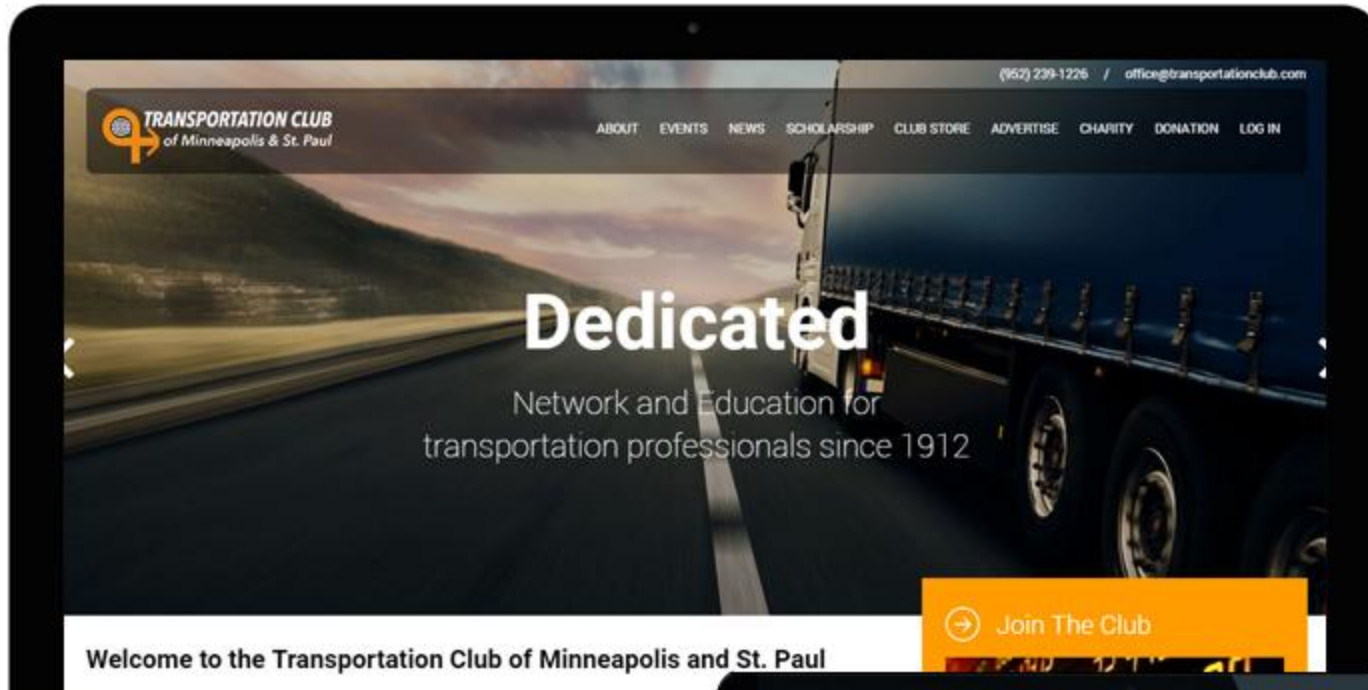 (952) 239-1226 / office@transportationclub.com
TRANSPORTATION CLUB
of Minneapolis & St. Paul
ABOUT EVENTS NEWS SCHOLARSHIP CLUB STORE ADVERTISE CHARITY DONATION LOG IN
Dedicated
Network and Education for
transportation professionals since 1912
Join The Club
Welcome to the Transportation Club of Minneapolis and St. Paul